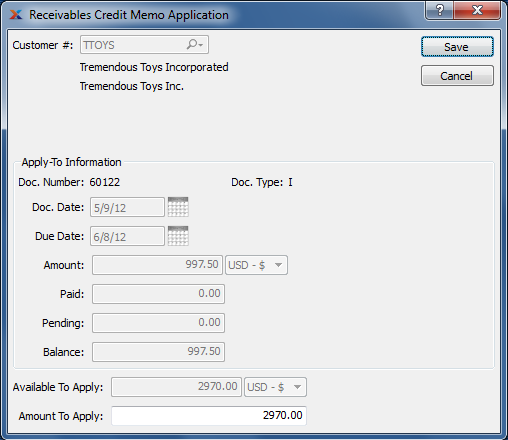 Receivables Credit Memo Application
Customer #: TTOYS Save
Tremendous Toys Incorporated
Tremendous Toys Inc. Cancel
Apply-To Information
Doc. Number: 60122 Doc. Type: I
Doc. Date: 5/9/12
Due Date: 6/8/12
Amount: 997.50 USD - $
Paid: 0.00
Pending: 0.00
Balance: 997.50
Available To Apply: 2970.00 USD - $
Amount To Apply: 2970.00